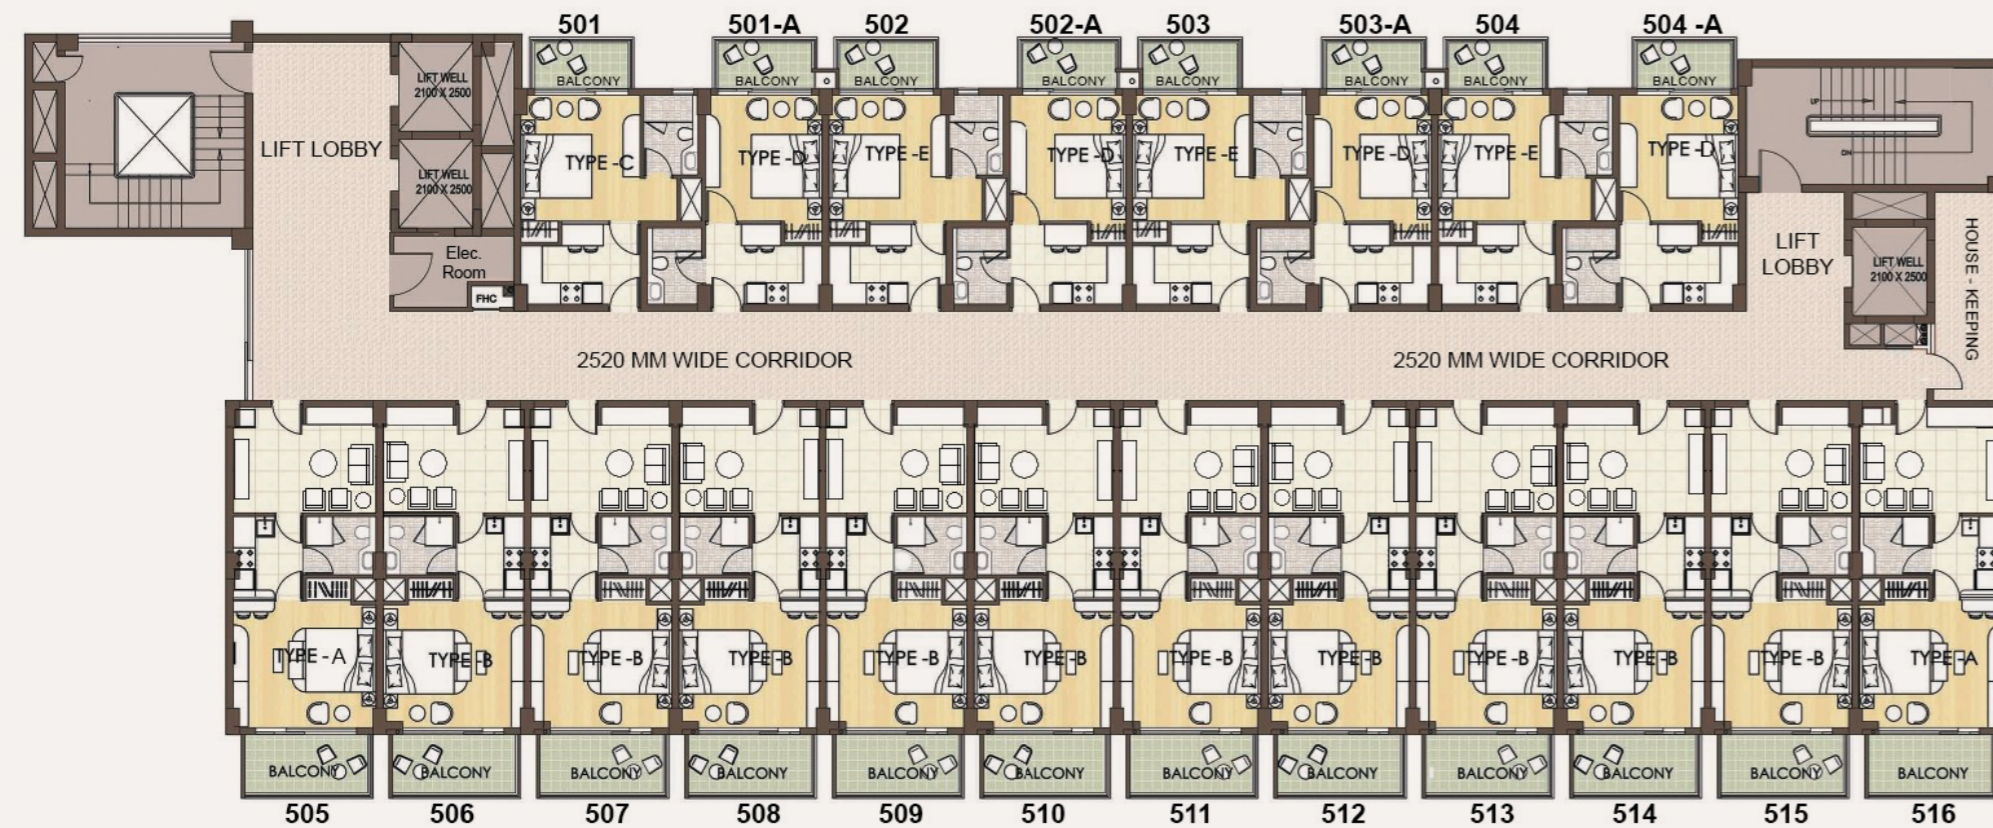 501 501-A 502 502-A 503 503-A 504 504 -A
BALCONY BALCONY BALCONY BALCONY BALCONY BALCONY BALCONY BALCONY
LIFT WELL
2100 X 2500
UP
LIFT LOBBY
TYPE -C TYPE -D TYPE -E TYPE -D TYPE -E TYPE -D TYPE -E TYPE -D
DN
LIFT WELL
2100 X 2500
Elec.
Room
FHC
LIFT
LOBBY
LIFT WELL
2100 X 2500
HOUSE - KEEPING
2520 MM WIDE CORRIDOR 2520 MM WIDE CORRIDOR
TYPE - A TYPE -B TYPE -B TYPE -B TYPE -B TYPE -B TYPE -B TYPE -B TYPE -B TYPE -B TYPE -B TYPE -A
BALCONY BALCONY BALCONY BALCONY BALCONY BALCONY BALCONY BALCONY BALCONY BALCONY BALCONY BALCONY
505 506 507 508 509 510 511 512 513 514 515 516